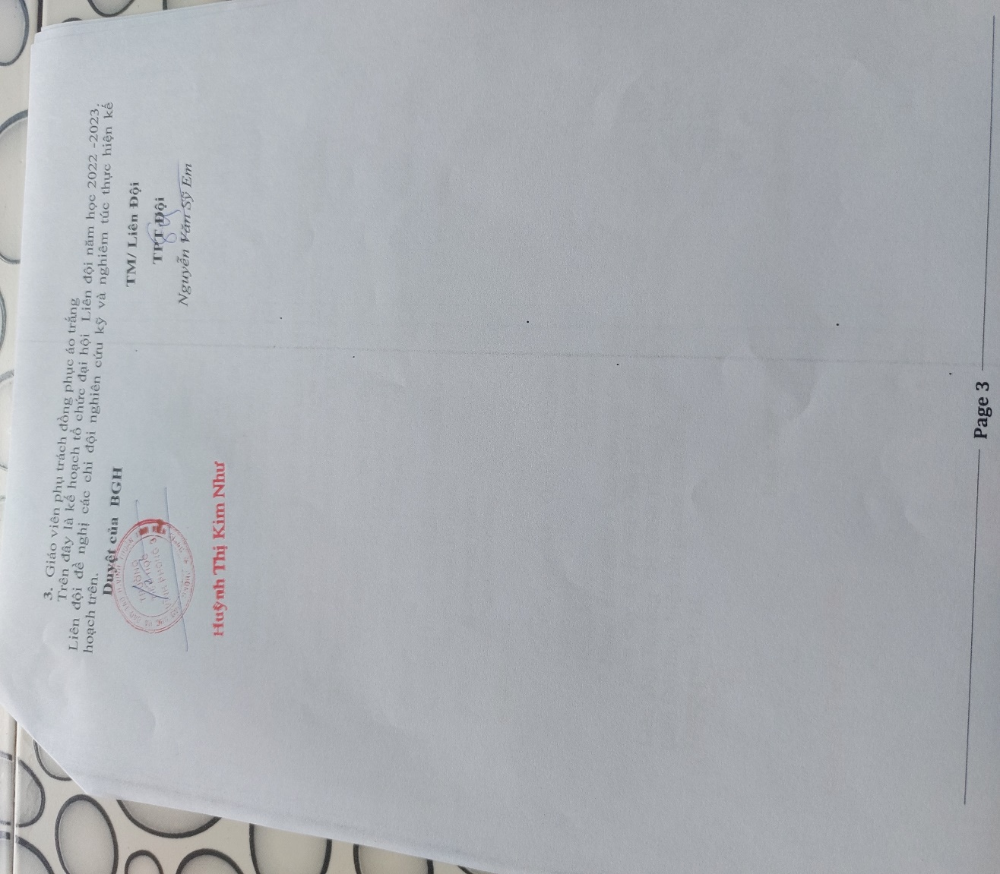 3. Giáo viên phụ trách đồng phục áo trắng
Trên đây là kế hoạch tổ chức đại hội Liên đội năm học 2022 -2023.
Liên đội đề nghị các chi đội nghiên cứu kỹ và nghiêm túc thực hiện kế
hoạch trên.
Duyệt của BGH
TM/ Liên Đội
TPT Đội
Nguyễn Văn Sỹ Em
Huỳnh Thị Kim Như
Page 3